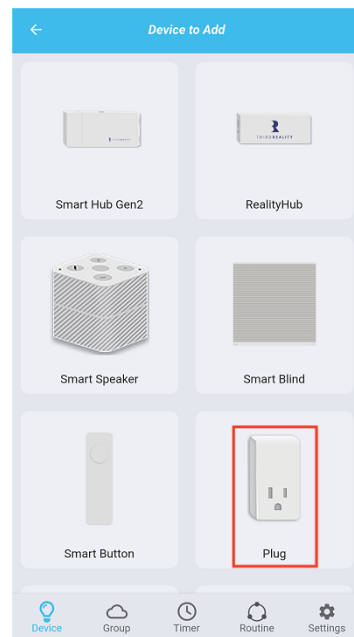 Device to Add
THIRDREALITY
Smart Hub Gen2
RealityHub
Smart Speaker
Smart Blind
Smart Button
Plug
Device
Group
Timer
Routine
Settings